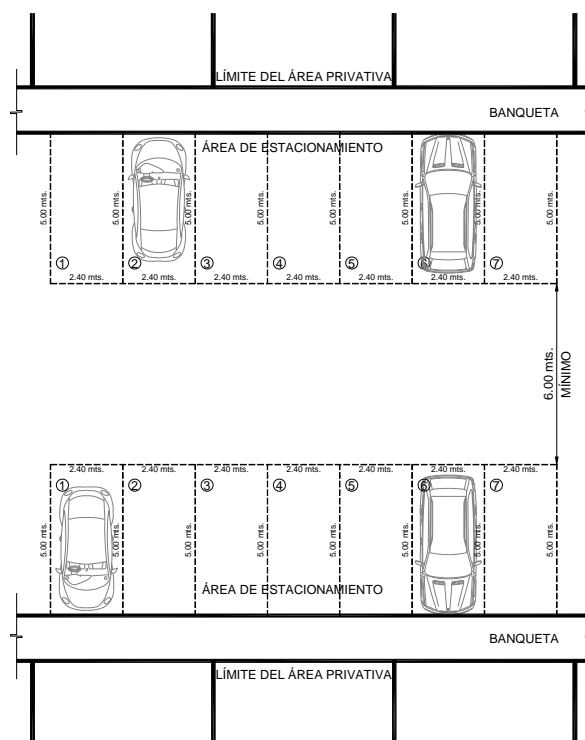 LÍMITE DEL ÁREA PRIVATIVA
BANQUETA
ÁREA DE ESTACIONAMIENTO
5.00 mts. 5.00 mts. 5.00 mts. 5.00 mts. 5.00 mts. 5.00 mts. 5.00 mts. 5.00 mts.
1 2 3 4 5 6 7
2.40 mts. 2.40 mts. 2.40 mts. 2.40 mts. 2.40 mts. 2.40 mts. 2.40 mts.
6.00 mts.
MÍNIMO
2.40 mts. 2.40 mts. 2.40 mts. 2.40 mts. 2.40 mts. 2.40 mts. 2.40 mts.
1 2 3 4 5 6 7
5.00 mts. 5.00 mts. 5.00 mts. 5.00 mts. 5.00 mts. 5.00 mts. 5.00 mts. 5.00 mts.
ÁREA DE ESTACIONAMIENTO
BANQUETA
LÍMITE DEL ÁREA PRIVATIVA